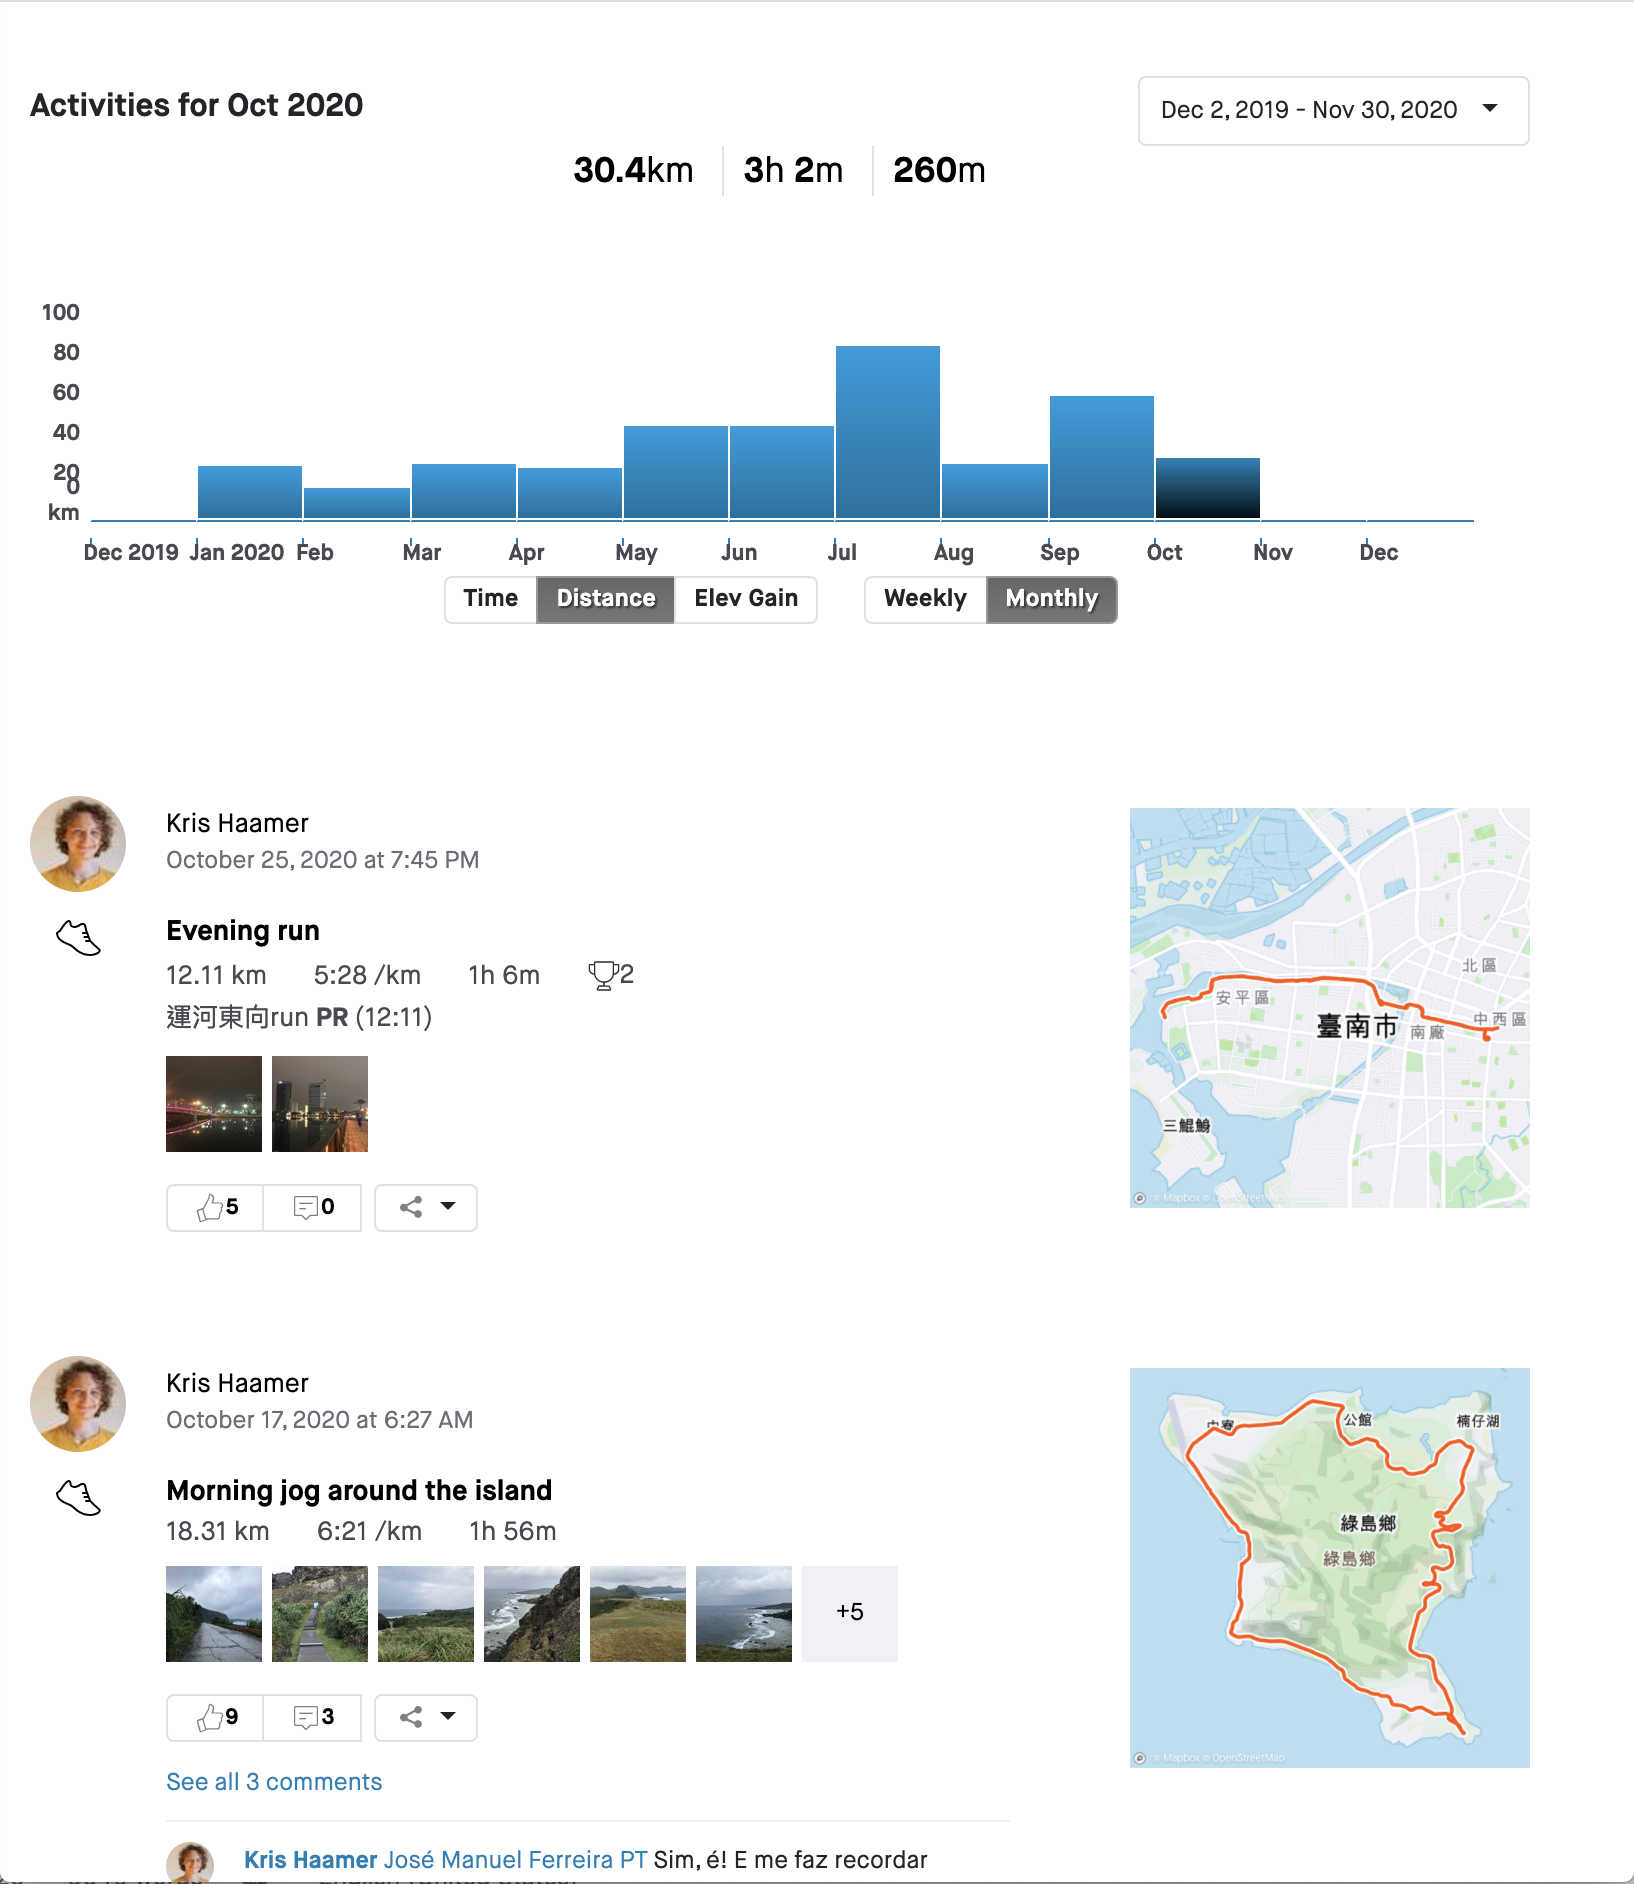 Activities for Oct 2020
Dec 2, 2019 - Nov 30, 2020
30.4km 3h 2m 260m
100
80
60
40
20
0
km
Dec 2019 Jan 2020 Feb Mar Apr May Jun Jul Aug Sep Oct Nov Dec
Time Distance Elev Gain Weekly Monthly
Kris Haamer
October 25, 2020 at 7:45 PM
Evening run
12.11 km 5:28 /km 1h 6m 2
運河東向run PR (12:11)
5 0
北區
安平區
臺南市
南廠
中西區
三鯤鯓
© Mapbox © OpenStreetMap
Kris Haamer
October 17, 2020 at 6:27 AM
Morning jog around the island
18.31 km 6:21 /km 1h 56m
+5
9 3
中寮
公館
楠仔湖
綠島鄉
綠島鄉
© Mapbox © OpenStreetMap
See all 3 comments
Kris Haamer José Manuel Ferreira PT Sim, é! E me faz recordar